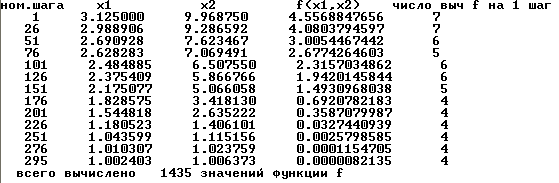 ном.шага x1 x2 f(x1,x2) число выч f на 1 шаг
1 3.125000 9.968750 4.5568847656 7
26 2.988906 9.286592 4.0803794597 7
51 2.690928 7.623467 3.0054467442 6
76 2.628283 7.069491 2.6774264603 5
101 2.484885 6.507550 2.3157034862 6
126 2.375409 5.866766 1.9420145844 6
151 2.175077 5.066058 1.4930968038 5
176 1.828575 3.418130 0.6920782183 4
201 1.544818 2.635222 0.3587079987 4
226 1.180523 1.406101 0.0327440939 4
251 1.043599 1.115156 0.0025798585 4
276 1.010307 1.023759 0.0001154705 4
295 1.002403 1.006373 0.0000082135 4
всего вычислено 1435 значений функции f